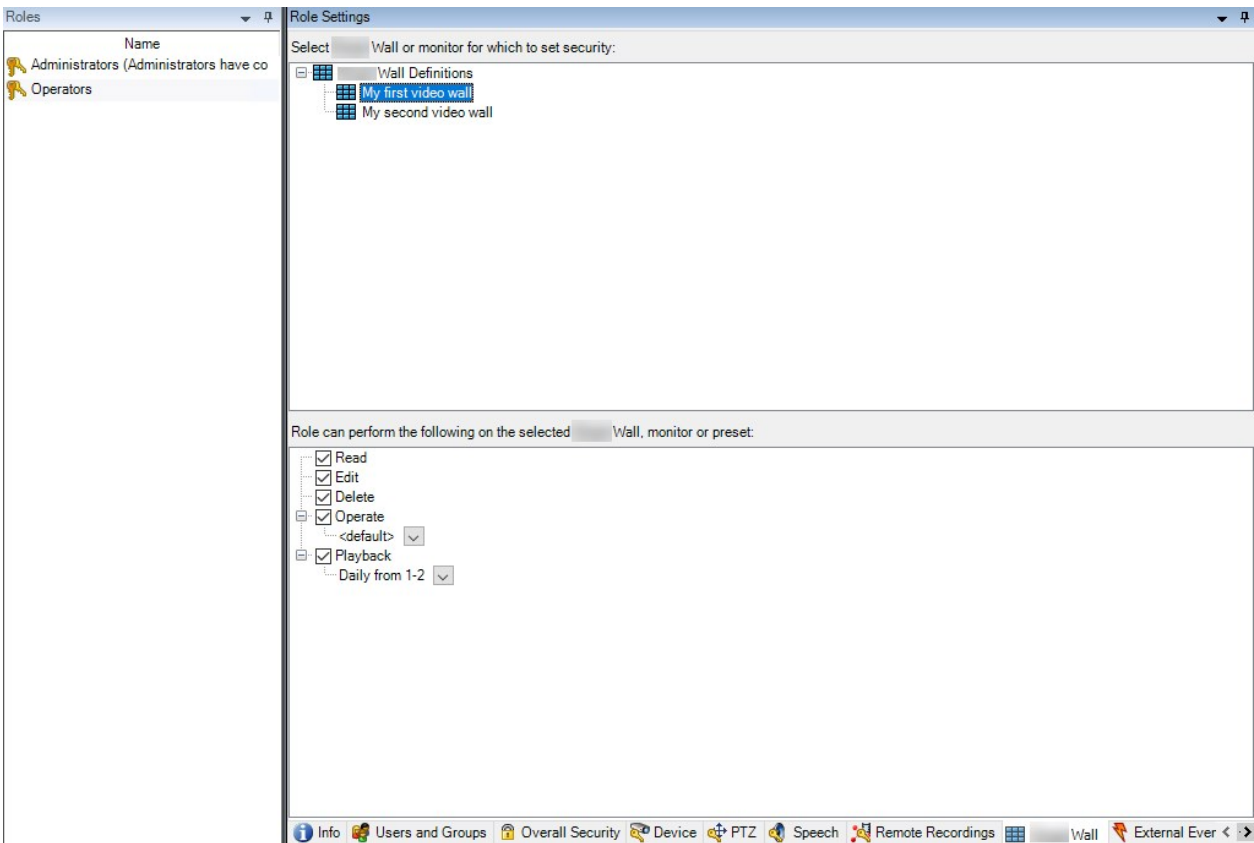 Roles
Name
Administrators (Administrators have co
Operators
Role Settings
Select Wall or monitor for which to set security:
Wall Definitions
My first video wall
My second video wall
Role can perform the following on the selected Wall, monitor or preset:
Read
Edit
Delete
Operate
<default>
Playback
Daily from 1-2
Info Users and Groups Overall Security Device PTZ Speech Remote Recordings Wall External Ever